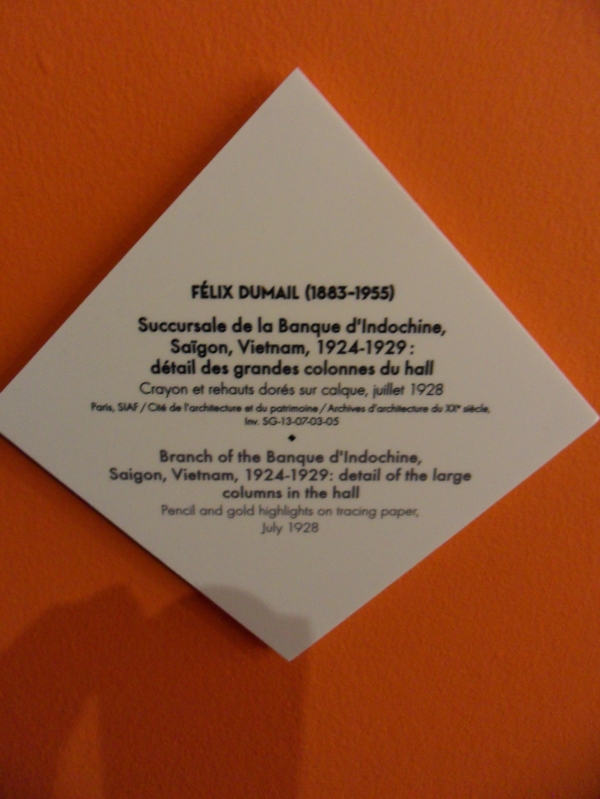 FÉLIX DUMAIL (1883-1955)
Succursale de la Banque d'Indochine,
Saïgon, Vietnam, 1924-1929 :
détail des grandes colonnes du hall
Crayon et rehauts dorés sur calque, juillet 1928
Paris, SIAF / Cité de l'architecture et du patrimoine / Archives d'architecture du XXe siècle,
Inv. SG-13-07-03-05
Branch of the Banque d'Indochine,
Saigon, Vietnam, 1924-1929: detail of the large
columns in the hall
Pencil and gold highlights on tracing paper,
July 1928